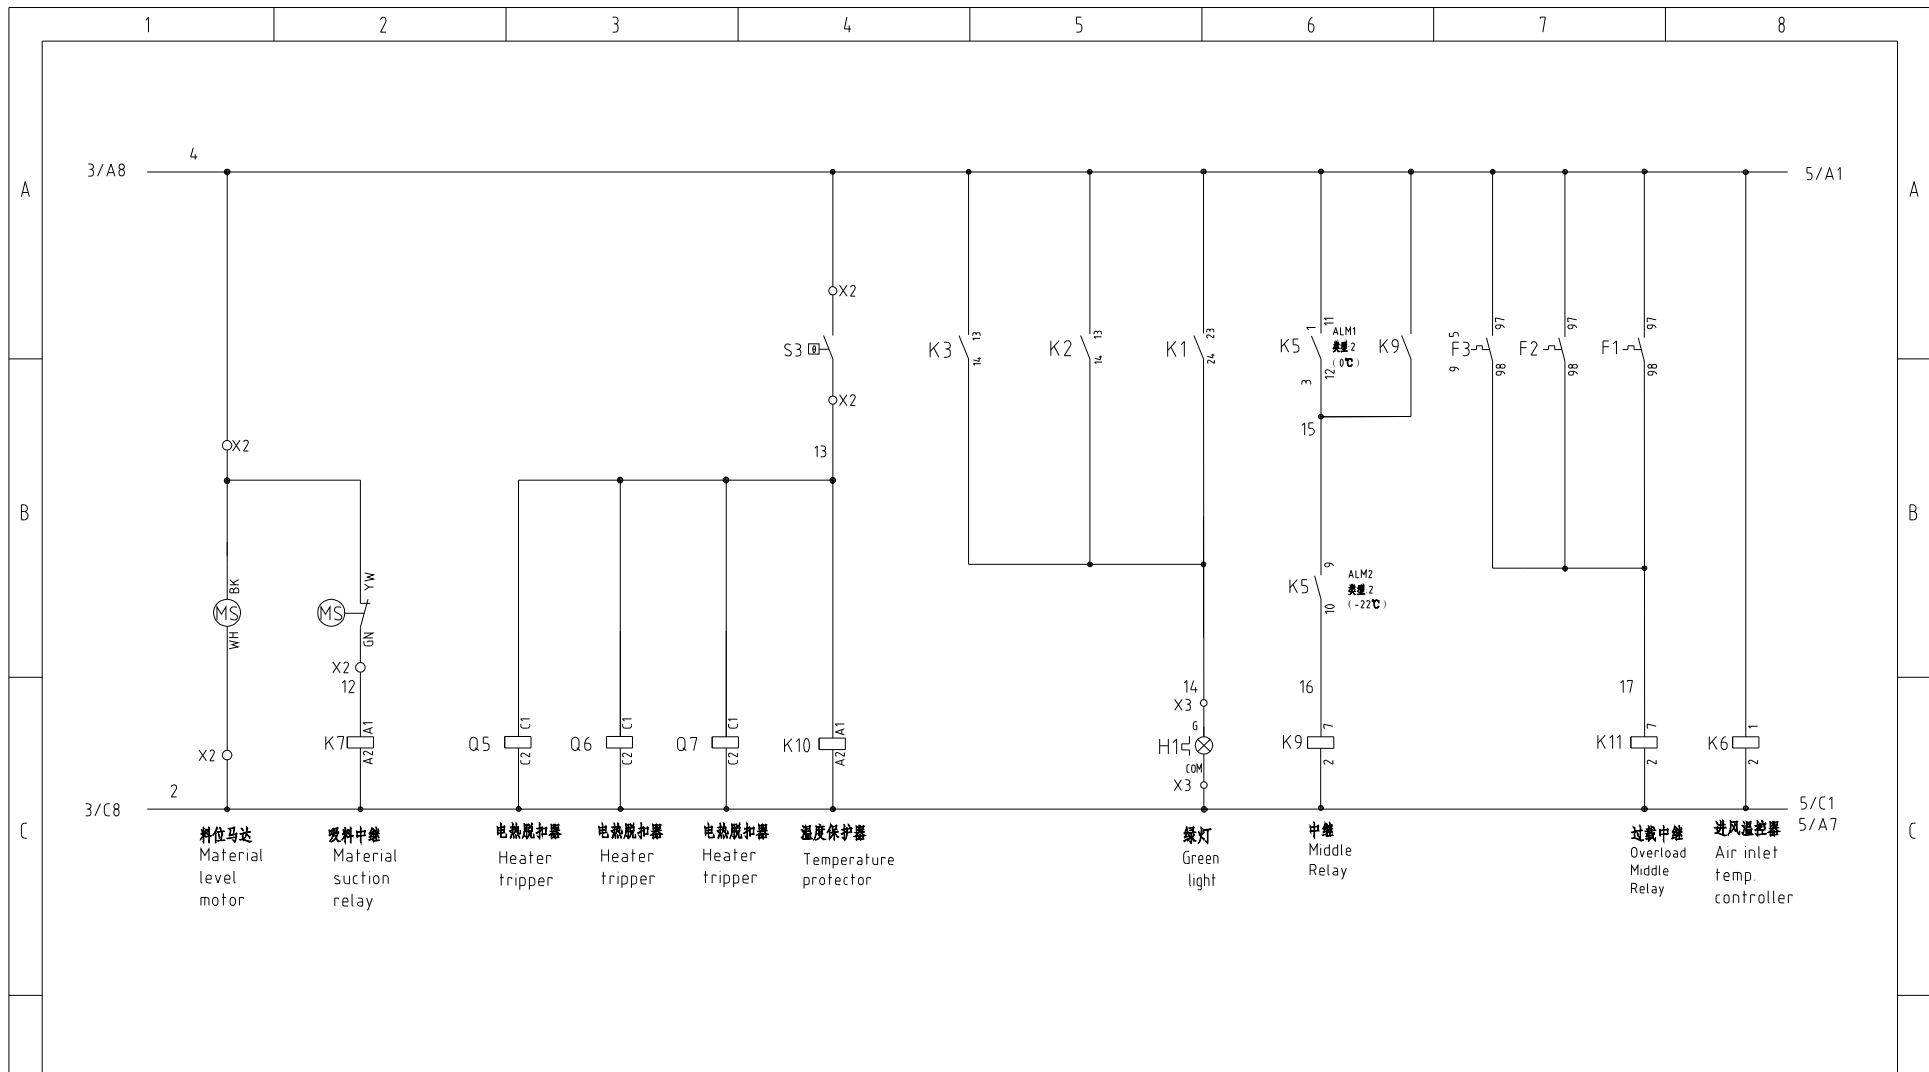 1 2 3 4 5 6 7 8
4
3/A8
5/A1
A
A
X2
S3
θ
X2
K3
13
14
K2
13
14
K1
23
24
1
11
K5
3
12
ALM1
类型:2
(0℃)
K9
5
F3
9
97
98
F2
97
98
F1
97
98
X2
13
15
B
B
BK
MS
WH
YW
MS
GN
X2
12
9
K5
10
ALM2
类型:2
(-22℃)
14
X3
16
17
K7
A1
A2
Q5
C1
C2
Q6
C1
C2
Q7
C1
C2
K10
A1
A2
G
H1
COM
X3
K9
7
2
K11
7
2
K6
1
2
X2
2
3/C8
5/C1
5/A7
C
C
料位马达
Material
level
motor
吸料中继
Material
suction
relay
电热脱扣器
Heater
tripper
电热脱扣器
Heater
tripper
电热脱扣器
Heater
tripper
温度保护器
Temperature
protector
绿灯
Green
light
中继
Middle
Relay
过载中继
Overload
Middle
Relay
进风温控器
Air inlet
temp.
controller